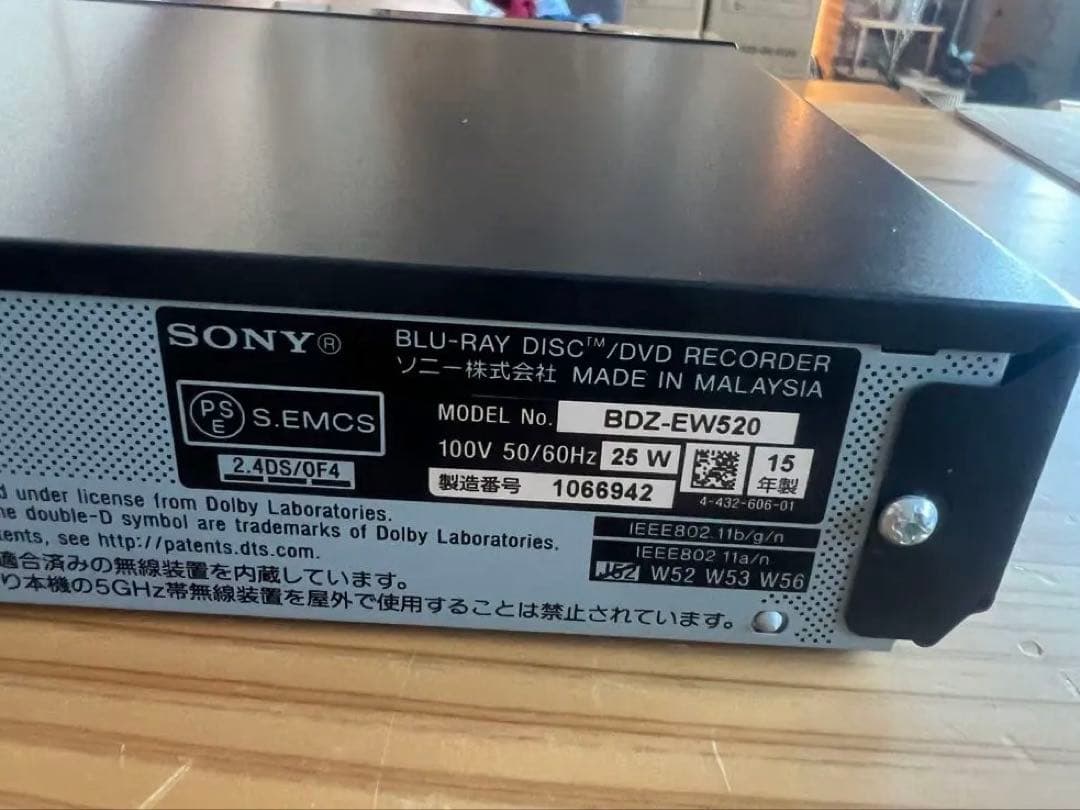 SONY®
BLU-RAY DISC™/DVD RECORDER
ソニー株式会社 MADE IN MALAYSIA
PSE S.EMCS
MODEL No. BDZ-EW520
100V 50/60Hz 25 W
15年製
2.4DS/OF4
製造番号 1066942
4-432-606-01
under license from Dolby Laboratories.
double-D symbol are trademarks of Dolby Laboratories.
see http://patents.dts.com.
適合済みの無線装置を内蔵しています。
本機の5GHz帯無線装置を屋外で使用することは禁止されています。
IEEE802.11b/g/n
IEEE802.11a/n
J52 W52 W53 W56